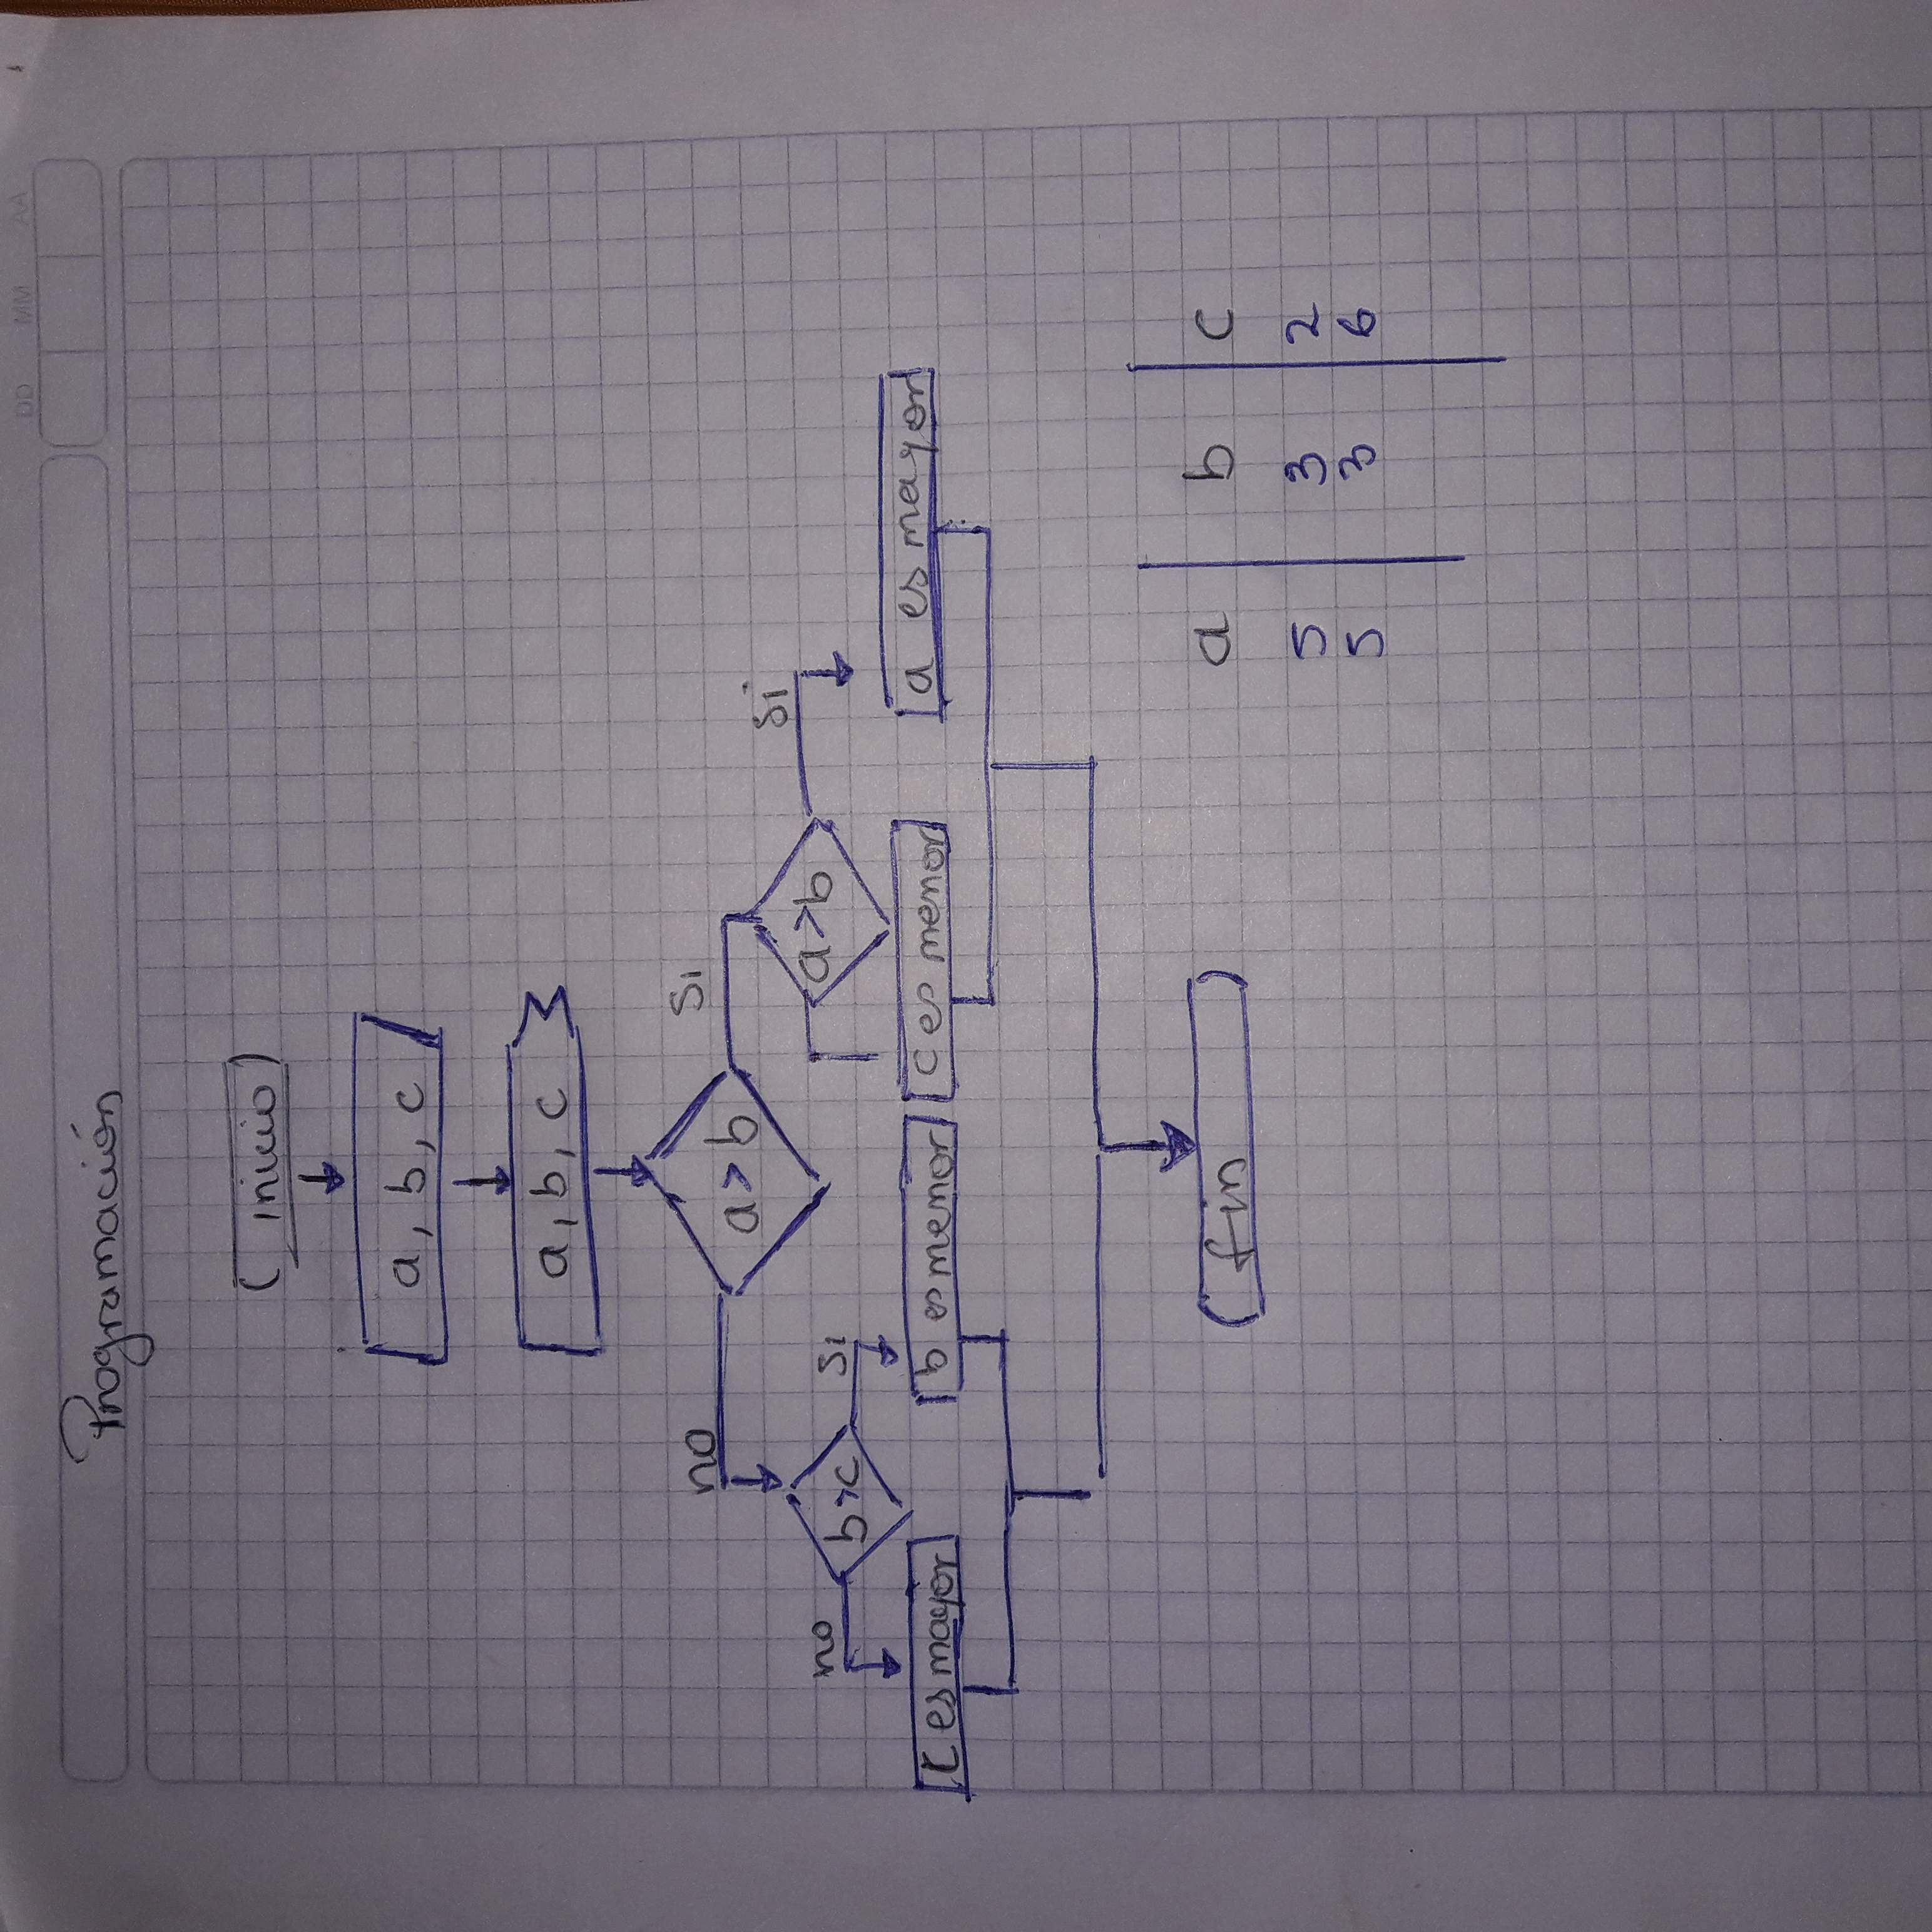 DD MM AA
Programación
inicio
a, b, c
a, b, c
no
a > b
Si
no
b > c
Si
a > b
Si
C es mayor
b es menor
C es menor
a es mayor
fin
a b c
5 3 2
5 3 6